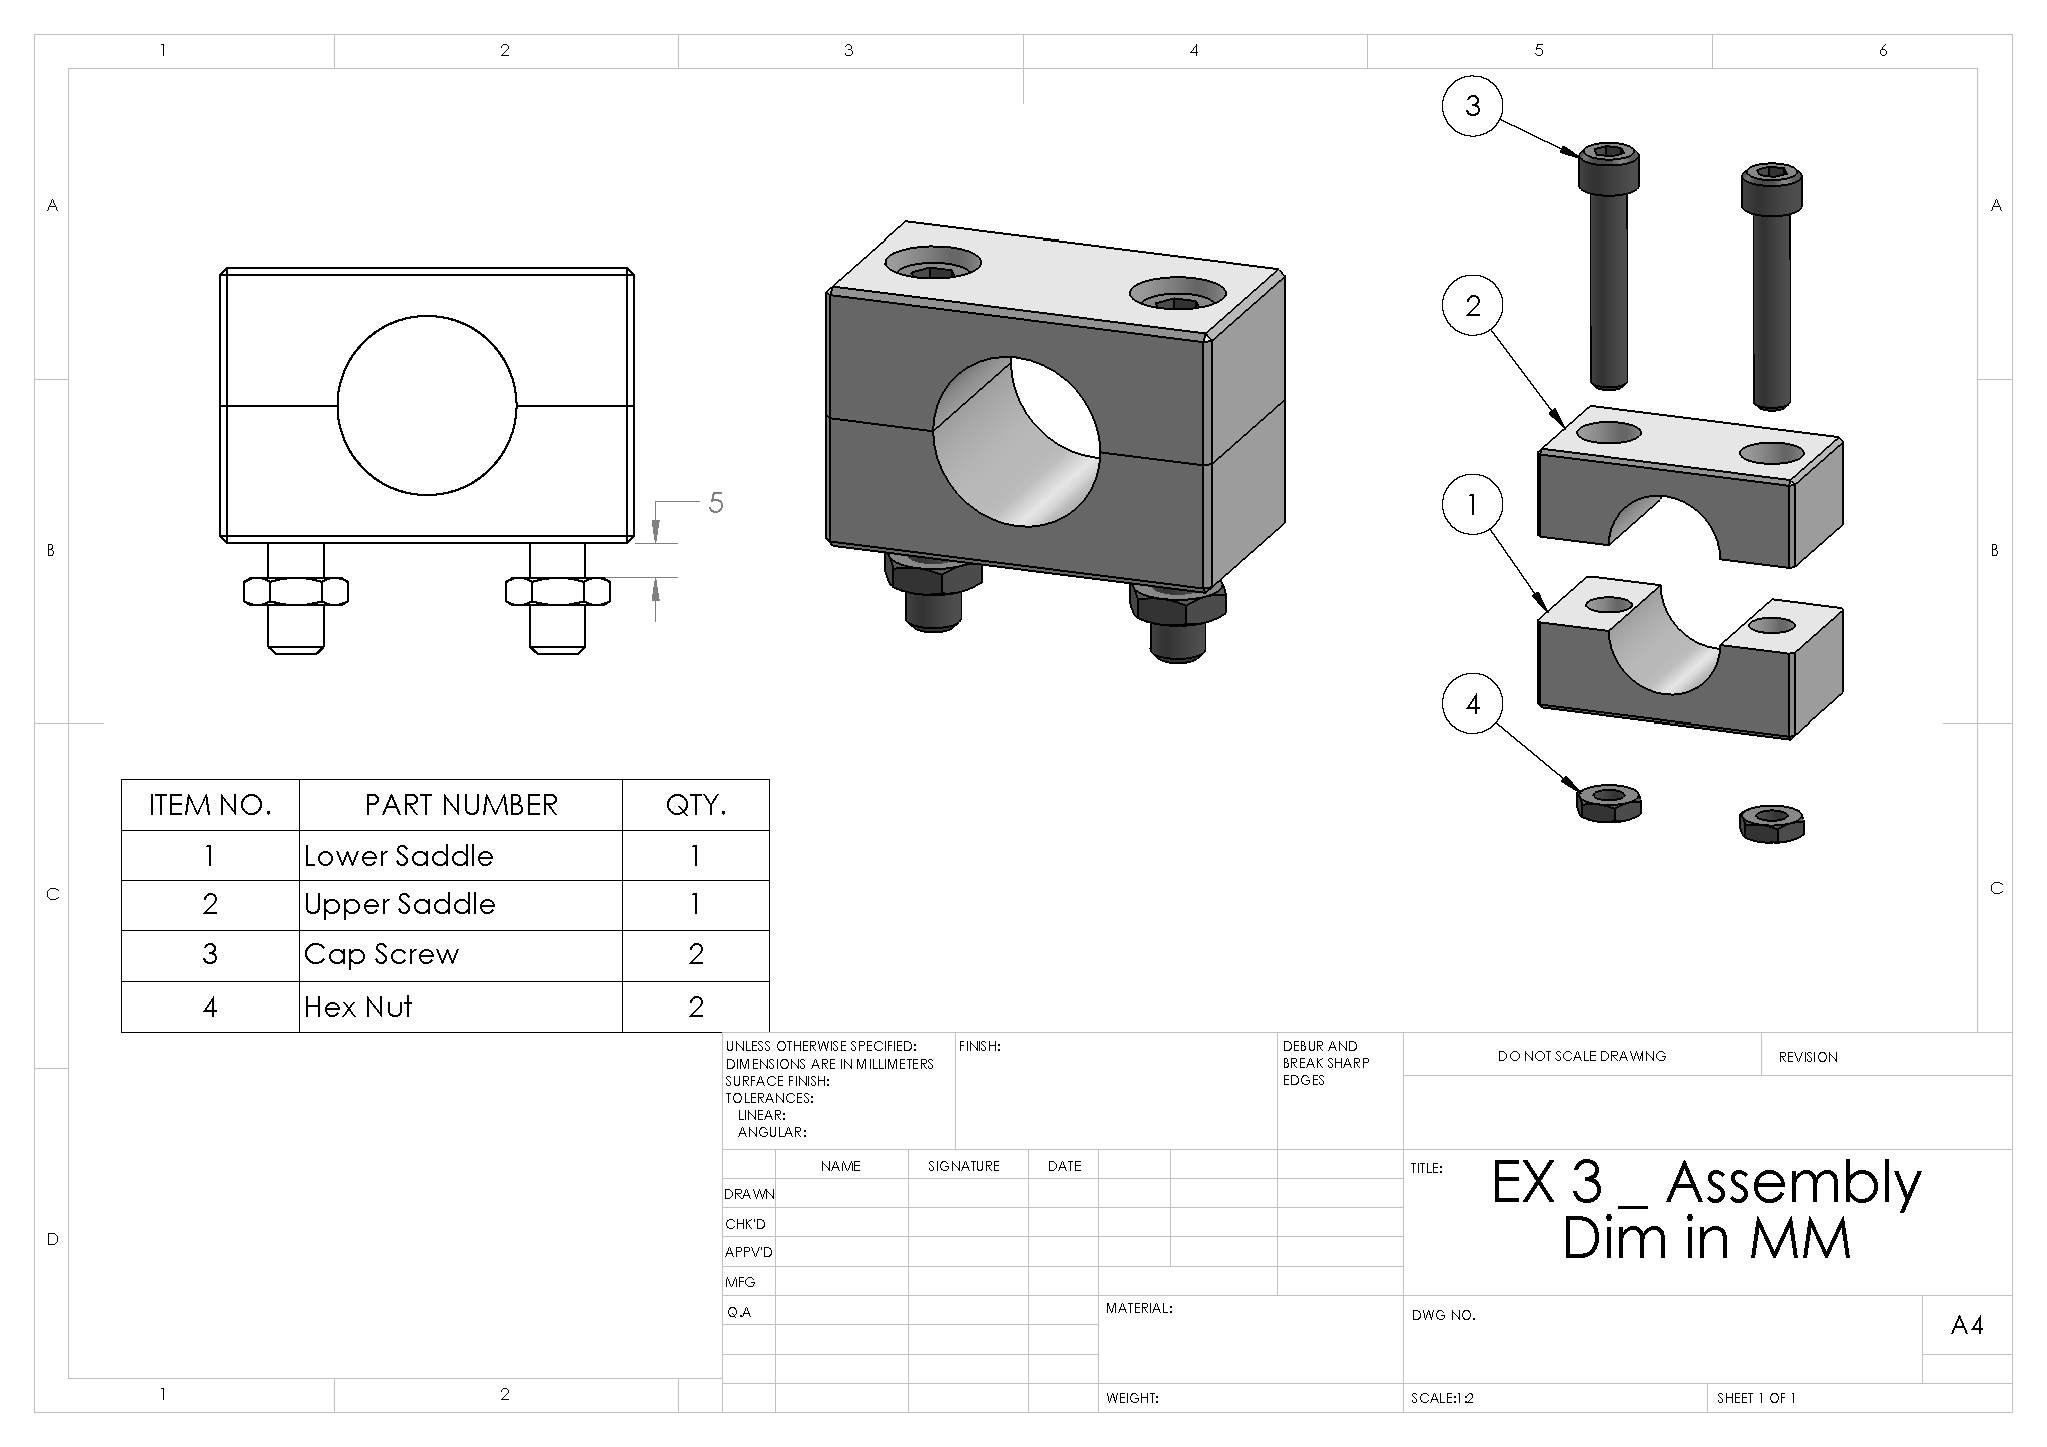 1 2 3 4 5 6
A A
B B
C C
D
1 2
3
2
1
4
5
ITEM NO. PART NUMBER QTY.
1 Lower Saddle 1
2 Upper Saddle 1
3 Cap Screw 2
4 Hex Nut 2
UNLESS OTHERWISE SPECIFIED:
DIMENSIONS ARE IN MILLIMETERS
SURFACE FINISH:
TOLERANCES:
LINEAR:
ANGULAR:
FINISH:
DEBUR AND
BREAK SHARP
EDGES
DO NOT SCALE DRAWING
REVISION
NAME SIGNATURE DATE
DRAWN
CHK'D
APPV'D
MFG
Q.A
MATERIAL:
WEIGHT:
TITLE:
EX 3 _ Assembly
Dim in MM
DWG NO.
A4
SCALE:1:2
SHEET 1 OF 1